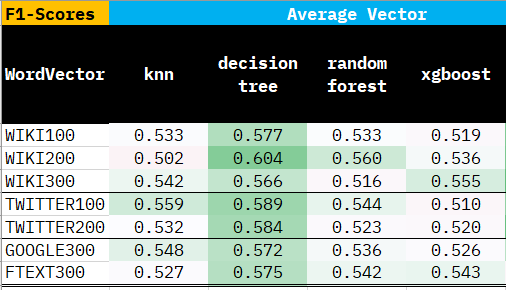 F1-Scores Average Vector
WordVector knn decision tree random forest xgboost
WIKI100 0.533 0.577 0.533 0.519
WIKI200 0.502 0.604 0.560 0.536
WIKI300 0.542 0.566 0.516 0.555
TWITTER100 0.559 0.589 0.544 0.510
TWITTER200 0.532 0.584 0.523 0.520
GOOGLE300 0.548 0.572 0.536 0.526
FTEXT300 0.527 0.575 0.542 0.543